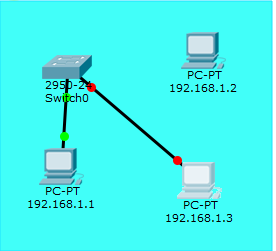 2950-24
Switch0
PC-PT
192.168.1.2
PC-PT
192.168.1.1
PC-PT
192.168.1.3